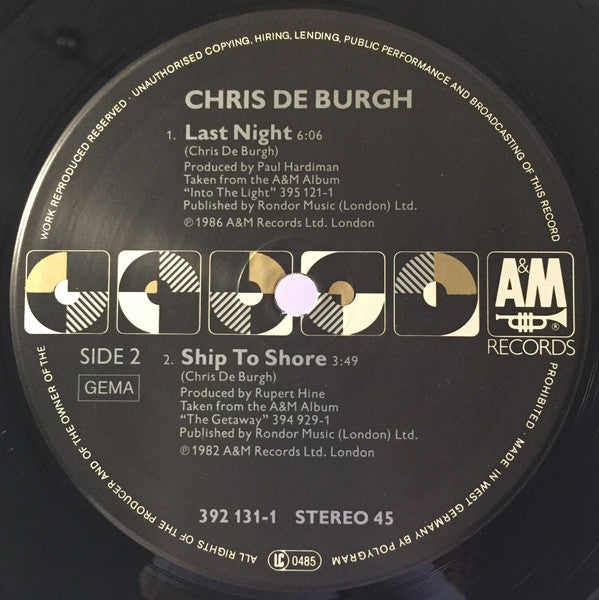 WORK REPRODUCED RESERVED · UNAUTHORISED COPYING, HIRING, LENDING, PUBLIC PERFORMANCE AND BROADCASTING OF THIS RECORD
CHRIS DE BURGH
1. Last Night 6:06
(Chris De Burgh)
Produced by Paul Hardiman
Taken from the A&M Album
"Into The Light" 395 121-1
Published by Rondor Music (London) Ltd.
℗ 1986 A&M Records Ltd. London
A&M
®
RECORDS
SIDE 2
GEMA
2. Ship To Shore 3:49
(Chris De Burgh)
Produced by Rupert Hine
Taken from the A&M Album
"The Getaway" 394 929-1
Published by Rondor Music (London) Ltd.
℗ 1982 A&M Records Ltd. London
392 131-1 STEREO 45
PROHIBITED · MADE IN WEST GERMANY BY POLYGRAM
LC 0485
ALL RIGHTS OF THE PRODUCER AND OF THE OWNER OF THE